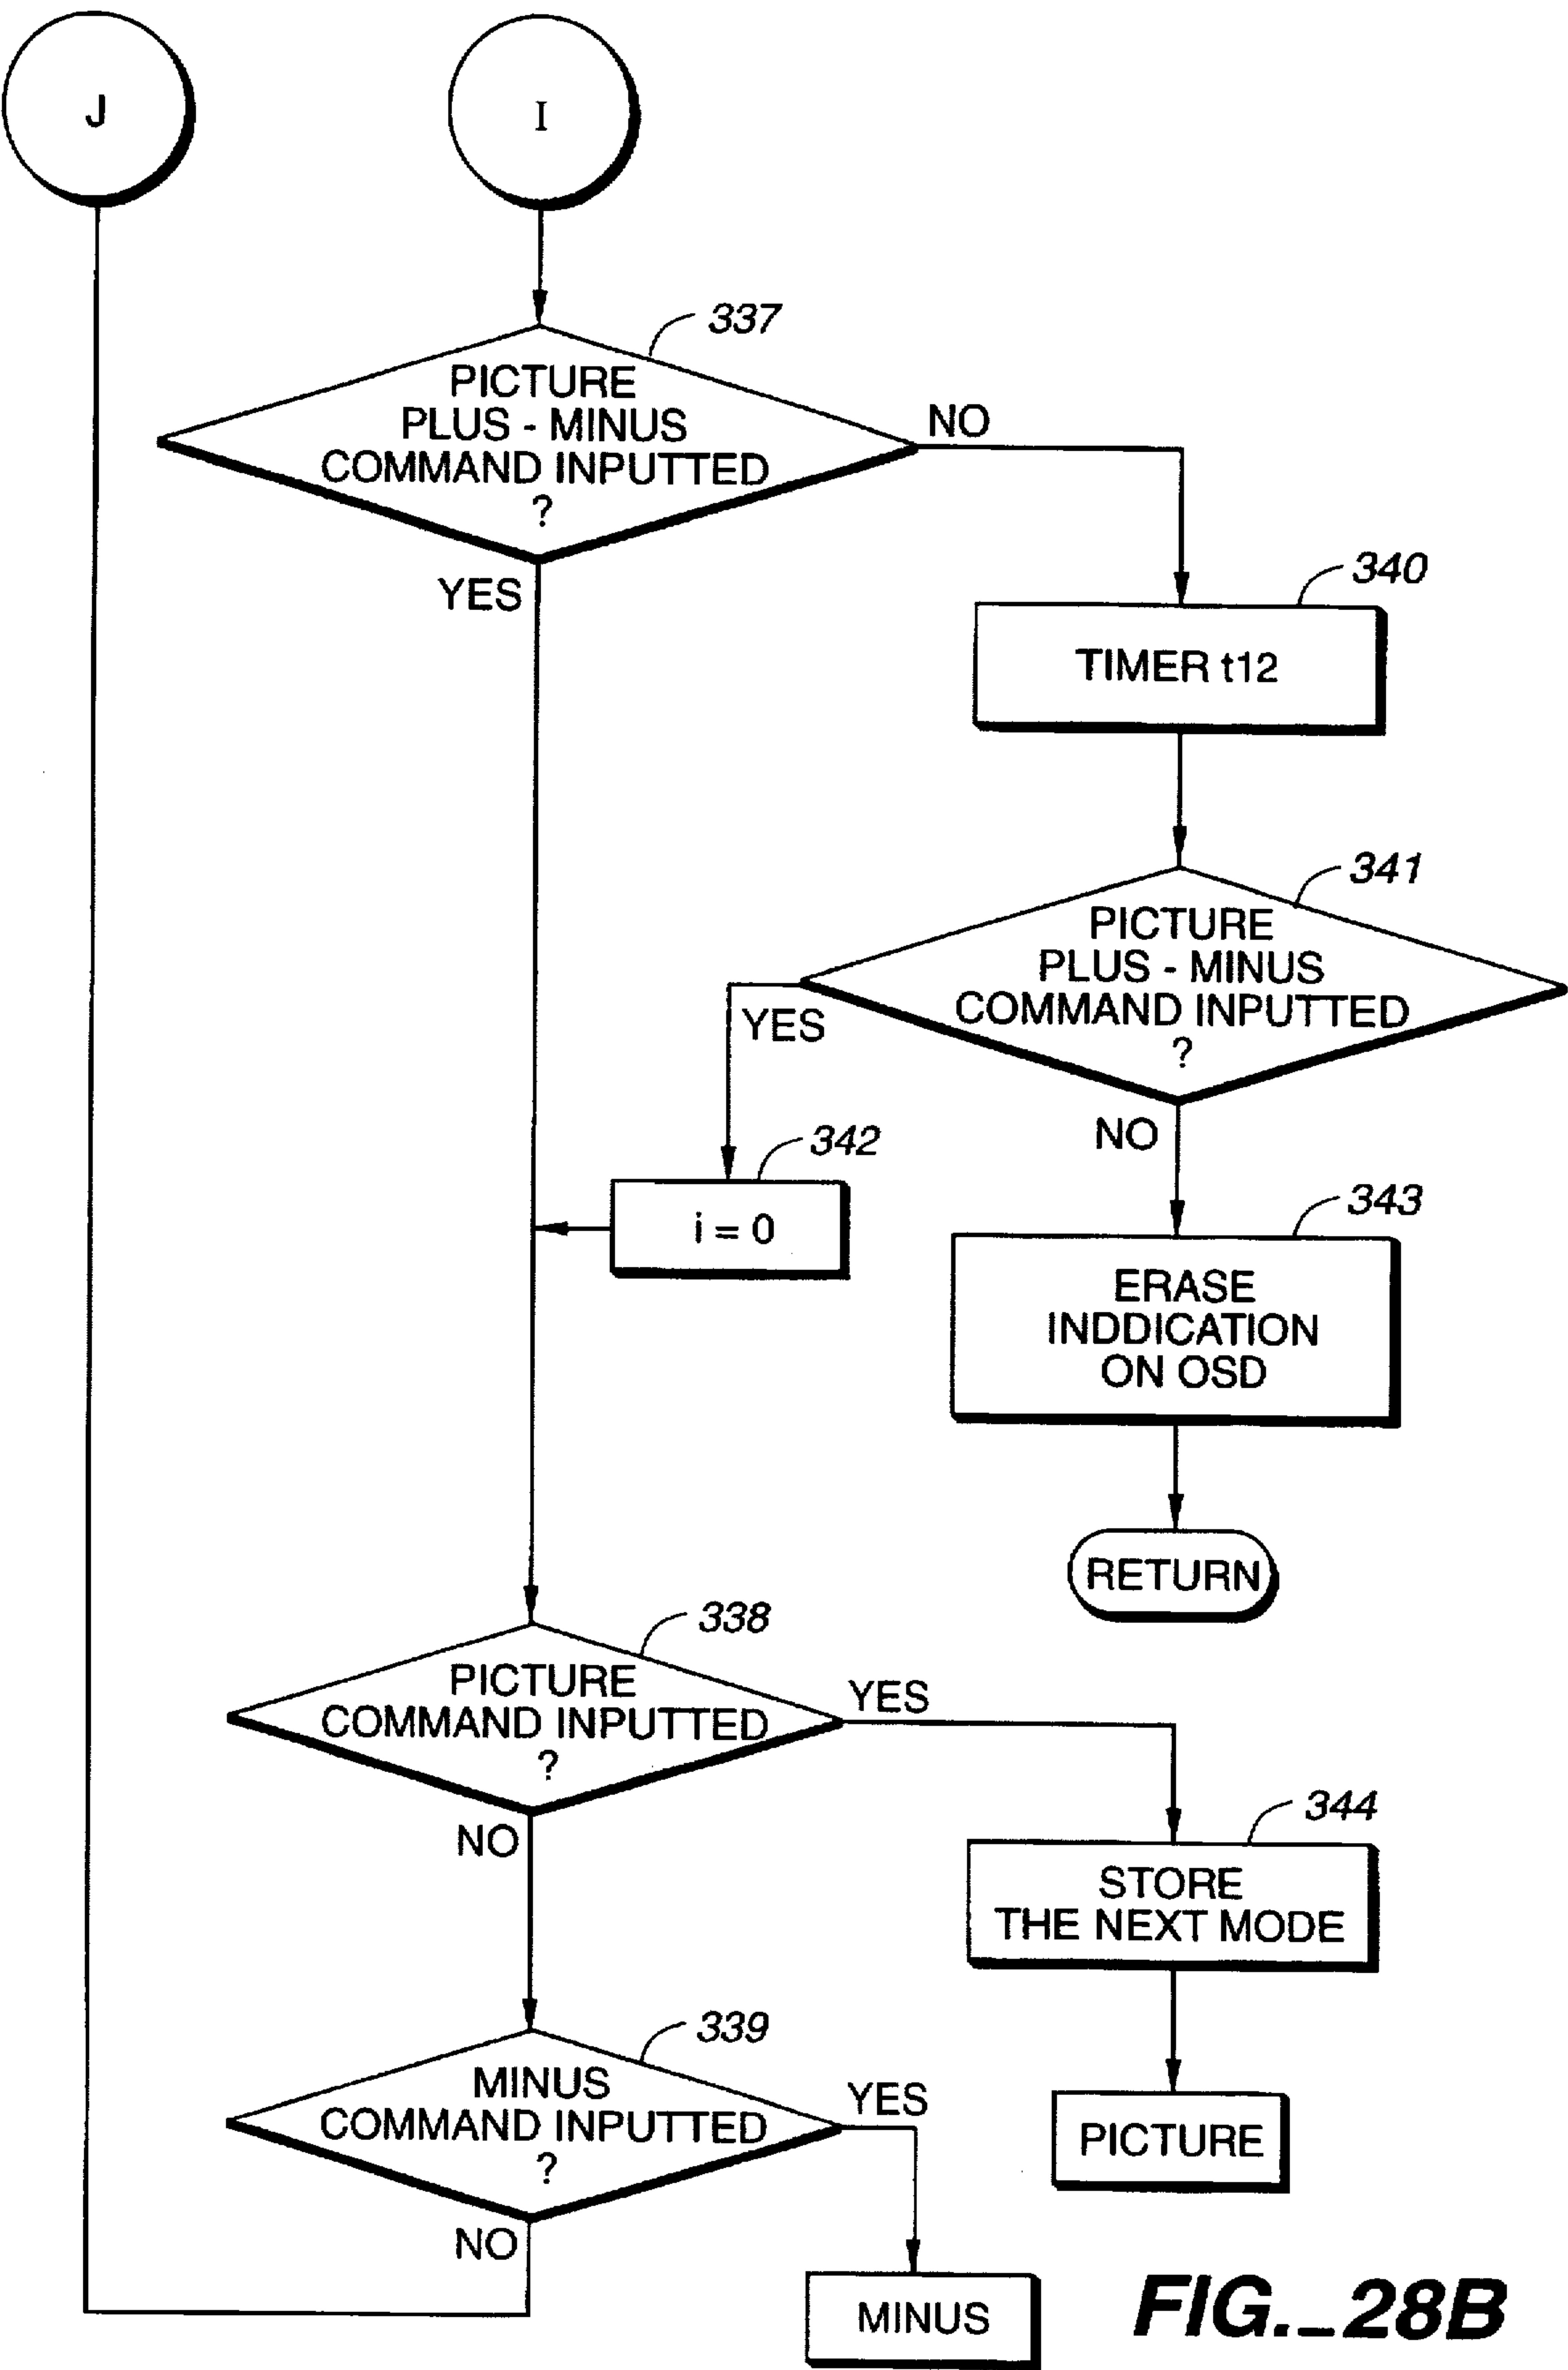 J
I
337
PICTURE
PLUS - MINUS
COMMAND INPUTTED
?
NO
YES
340
TIMER t12
341
PICTURE
PLUS - MINUS
COMMAND INPUTTED
?
YES
NO
342
i = 0
343
ERASE
INDDICATION
ON OSD
RETURN
338
PICTURE
COMMAND INPUTTED
?
YES
NO
344
STORE
THE NEXT MODE
PICTURE
339
MINUS
COMMAND INPUTTED
?
YES
NO
MINUS
FIG._28B